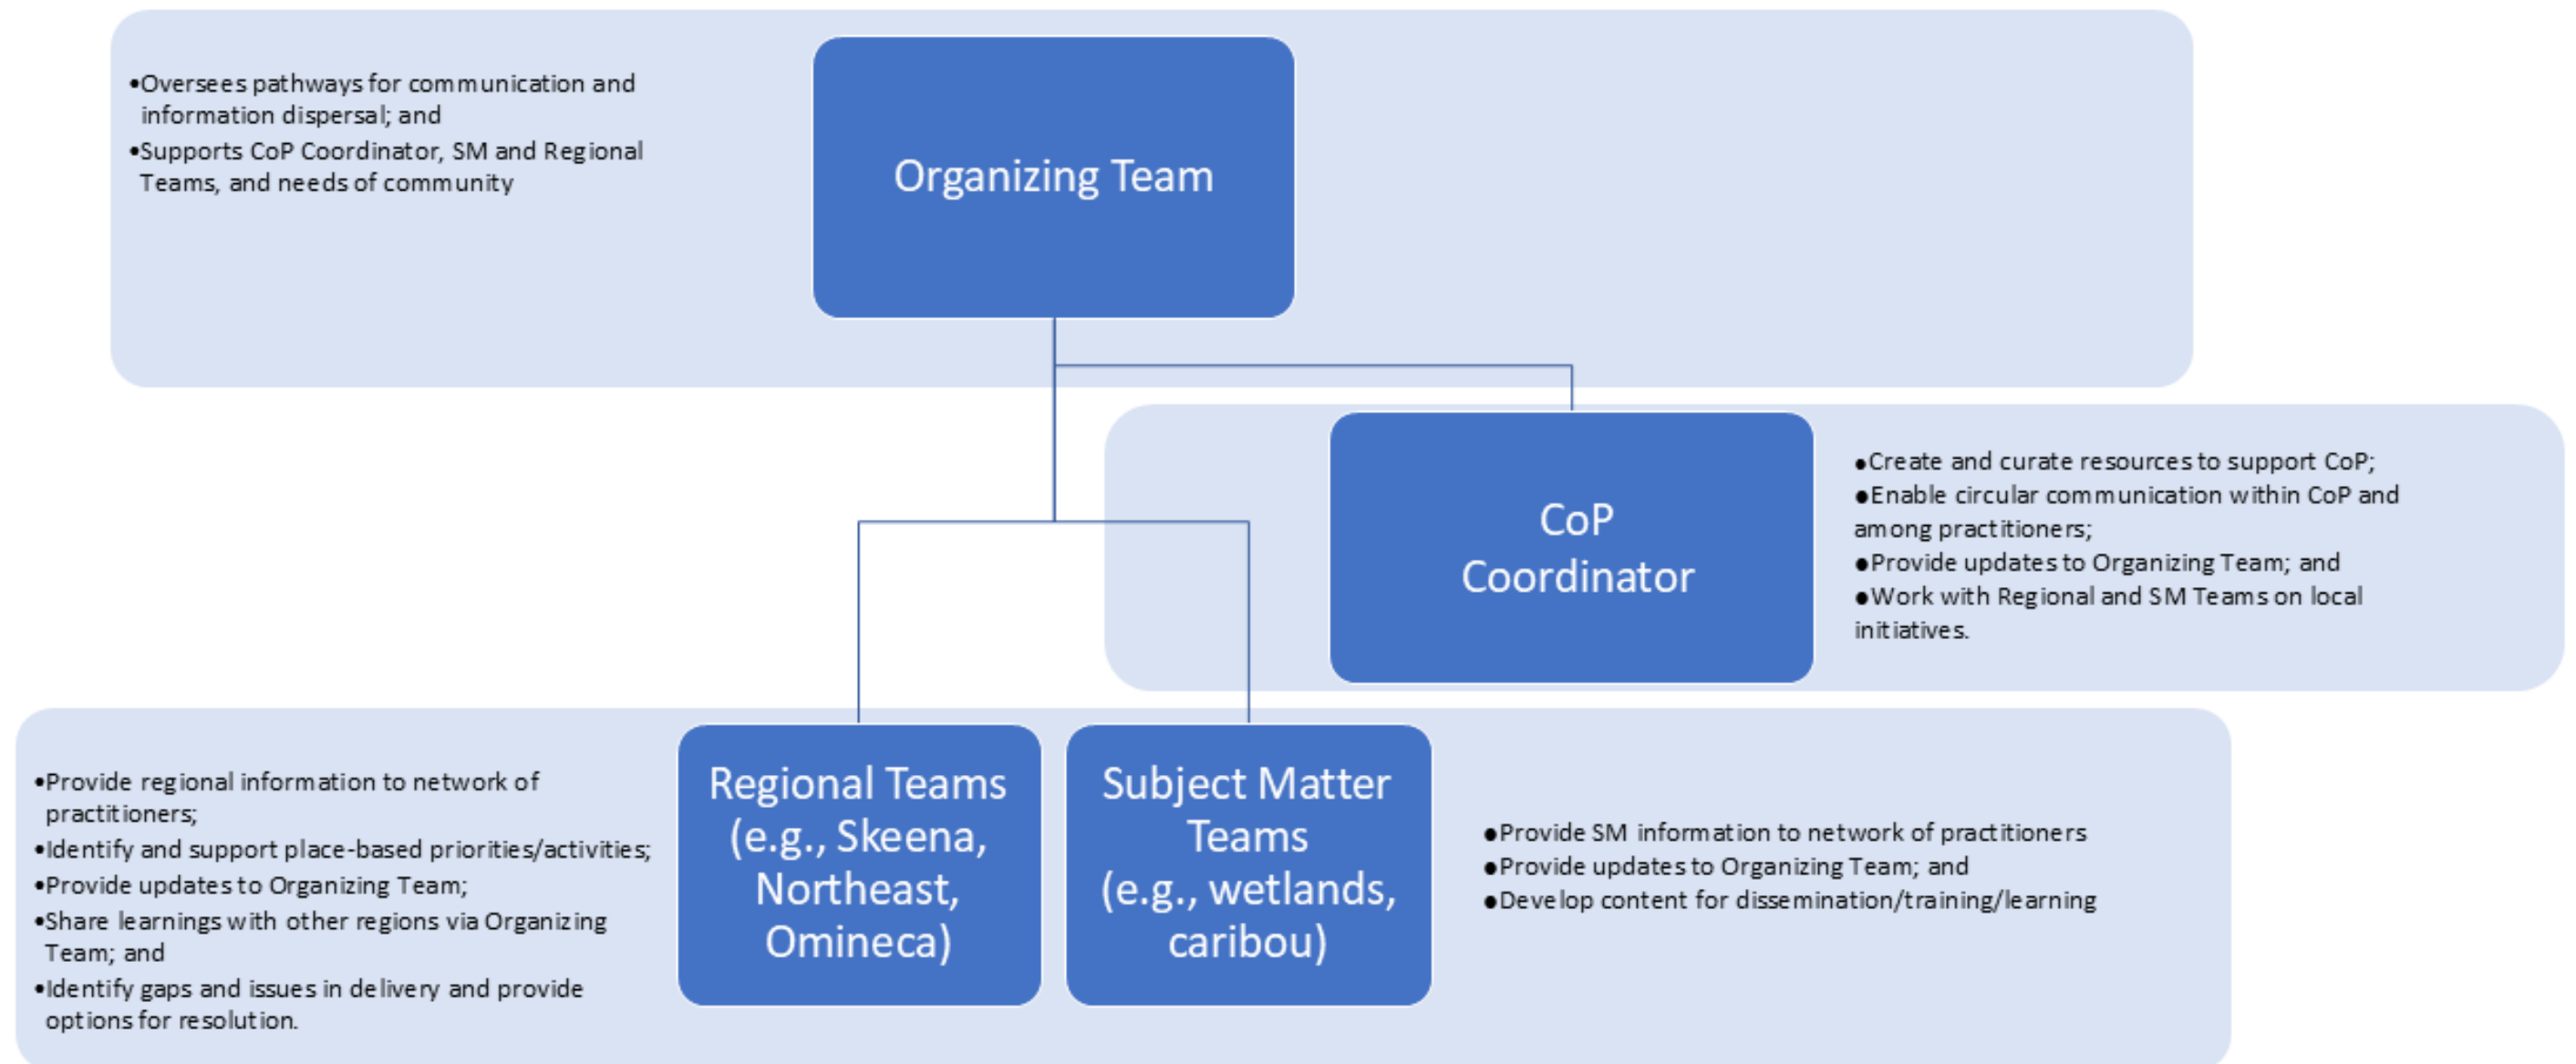 •Oversees pathways for communication and
information dispersal; and
•Supports CoP Coordinator, SM and Regional
Teams, and needs of community
Organizing Team
CoP
Coordinator
●Create and curate resources to support CoP;
●Enable circular communication within CoP and
among practitioners;
●Provide updates to Organizing Team; and
●Work with Regional and SM Teams on local
initiatives.
•Provide regional information to network of
practitioners;
•Identify and support place-based priorities/activities;
•Provide updates to Organizing Team;
•Share learnings with other regions via Organizing
Team; and
•Identify gaps and issues in delivery and provide
options for resolution.
Regional Teams
(e.g., Skeena,
Northeast,
Omineca)
Subject Matter
Teams
(e.g., wetlands,
caribou)
●Provide SM information to network of practitioners
●Provide updates to Organizing Team; and
●Develop content for dissemination/training/learning